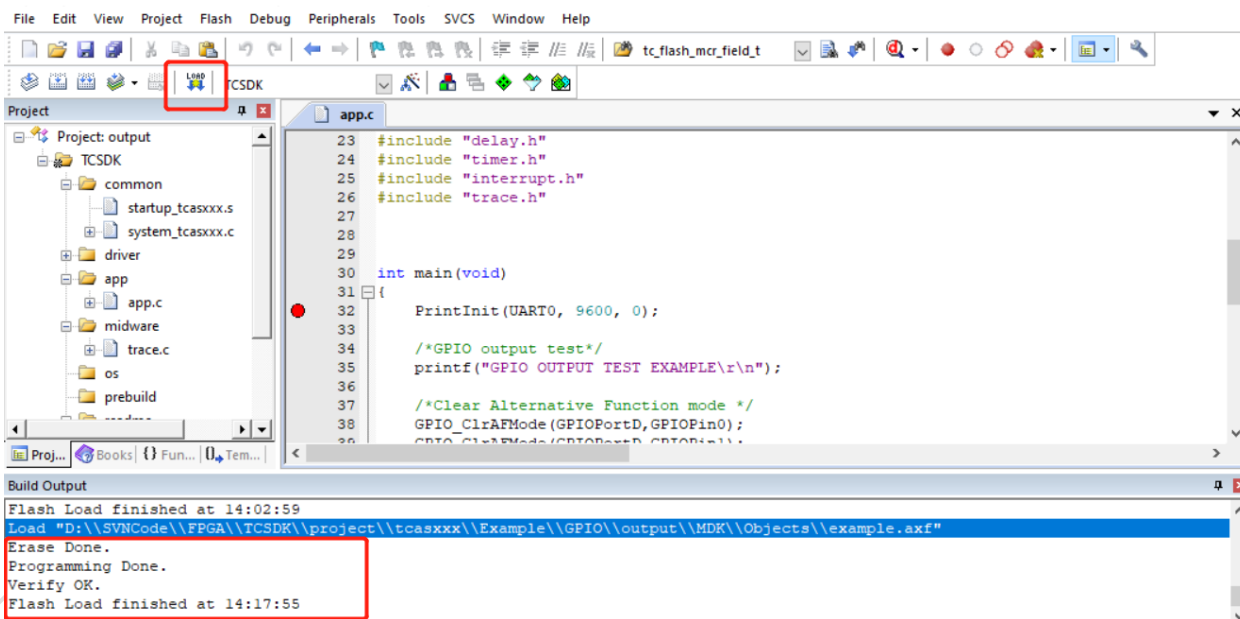 File Edit View Project Flash Debug Peripherals Tools SVCS Window Help
tc_flash_mcr_field_t
LOAD TCSDK
Project
app.c
Project: output
TCSDK
common
startup_tcasxxx.s
system_tcasxxx.c
driver
app
app.c
midware
trace.c
os
prebuild
23 #include "delay.h"
24 #include "timer.h"
25 #include "interrupt.h"
26 #include "trace.h"
27
28
29
30 int main(void)
31 {
32 PrintInit(UART0, 9600, 0);
33
34 /*GPIO output test*/
35 printf("GPIO OUTPUT TEST EXAMPLE\r\n");
36
37 /*Clear Alternative Function mode */
38 GPIO_ClrAFMode(GPIOPortD,GPIOPin0);
39 GPIO_ClrAFMode(GPIOPortD,GPIOPin1);
Proj... Books {} Fun... 0 Tem...
Build Output
Flash Load finished at 14:02:59
Load "D:\\SVNCode\\FPGA\\TCSDK\\project\\tcasxxx\\Example\\GPIO\\output\\MDK\\Objects\\example.axf"
Erase Done.
Programming Done.
Verify OK.
Flash Load finished at 14:17:55